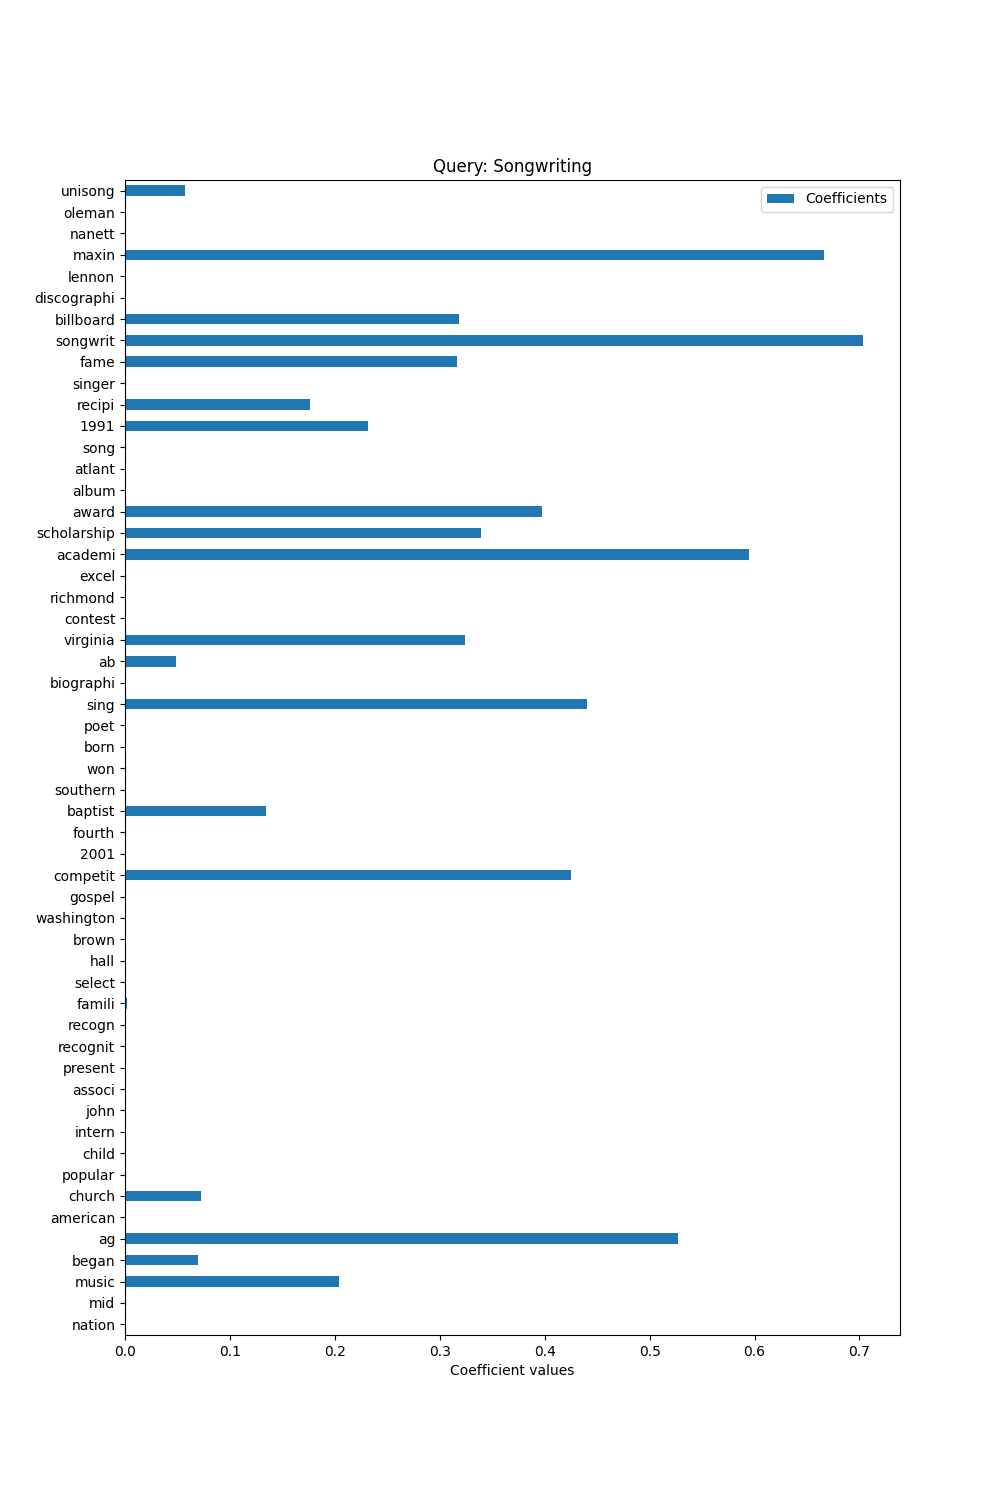 Query: Songwriting
Coefficients
unisong
oleman
nanett
maxin
lennon
discographi
billboard
songwrit
fame
singer
recipi
1991
song
atlant
album
award
scholarship
academi
excel
richmond
contest
virginia
ab
biographi
sing
poet
born
won
southern
baptist
fourth
2001
competit
gospel
washington
brown
hall
select
famili
recogn
recognit
present
associ
john
intern
child
popular
church
american
ag
began
music
mid
nation
0.0 0.1 0.2 0.3 0.4 0.5 0.6 0.7
Coefficient values